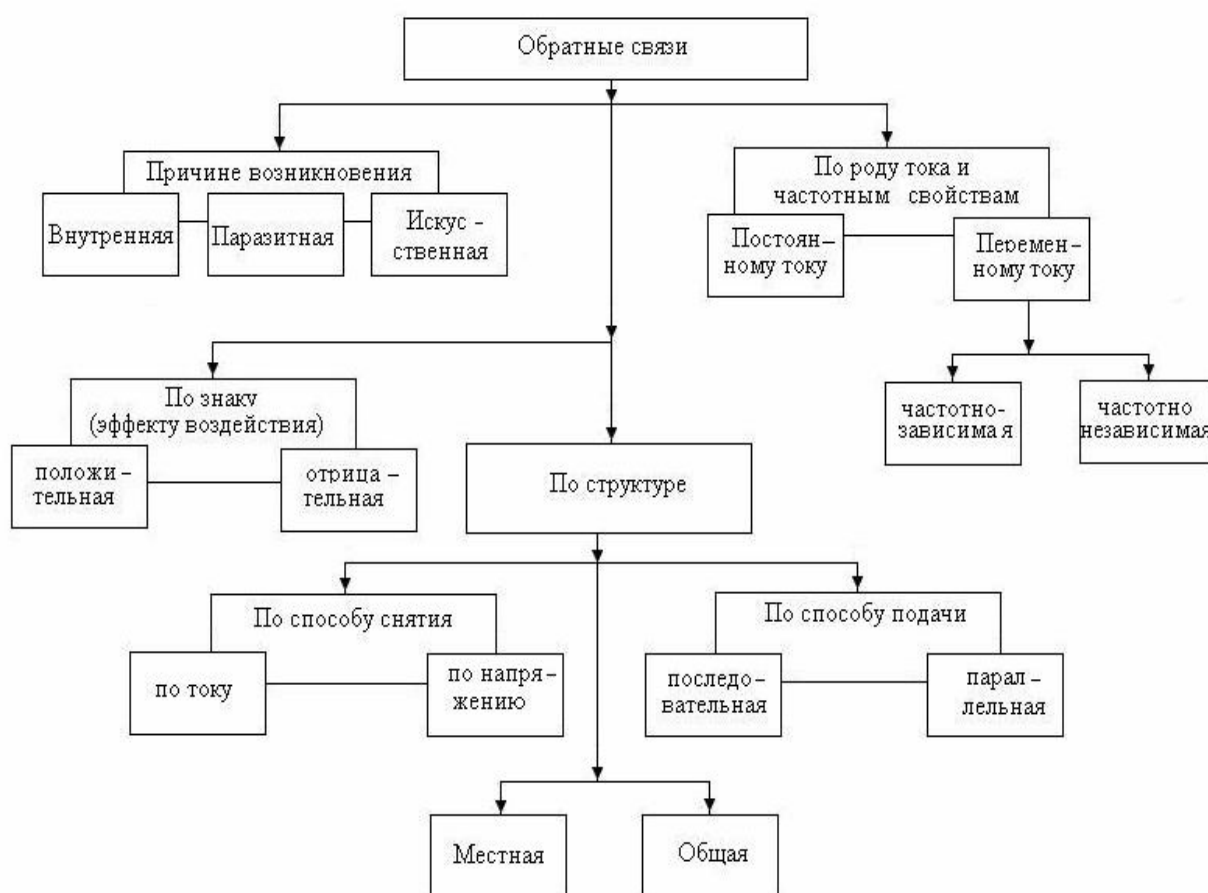 Обратные связи
Причине возникновения
Внутренняя
Паразитная
Искус -
ственная
По роду тока и
частотным свойствам
Постоян-
ному току
Перемен-
ному току
частотно-
зависимая
частотно
независимая
По знаку
(эффекту воздействия)
положи -
тельная
отрица -
тельная
По структуре
По способу снятия
по току
по напря-
жению
По способу подачи
последо-
вательная
парал -
лельная
Местная
Общая